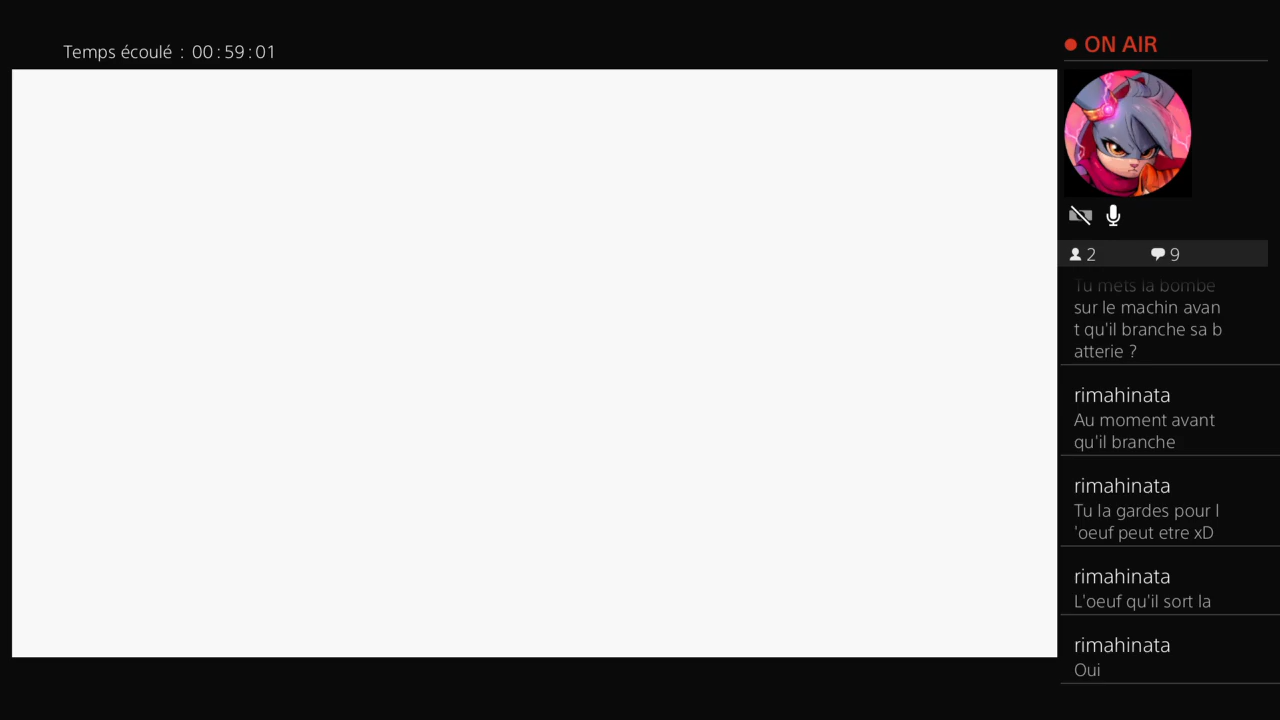 Temps écoulé : 00:59:01
ON AIR
2
9
Tu mets la bombe
sur le machin avan
t qu'il branche sa b
atterie ?
rimahinata
Au moment avant
qu'il branche
rimahinata
Tu la gardes pour l
'oeuf peut etre xD
rimahinata
L'oeuf qu'il sort la
rimahinata
Oui